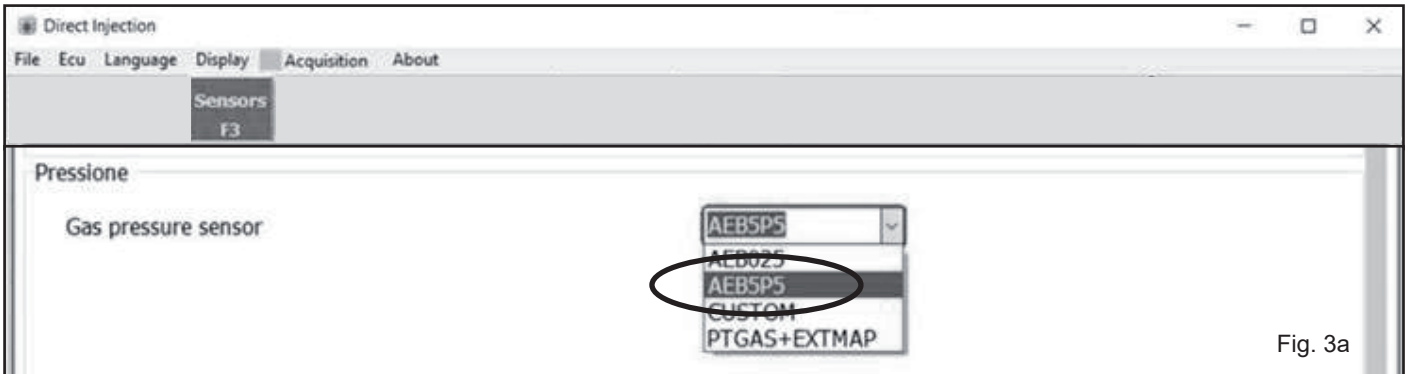 Direct Injection
File Ecu Language Display Acquisition About
Sensors
F3
Pressione
Gas pressure sensor
AEB5P5
AEB025
AEB5P5
CUSTOM
PTGAS+EXTMAP
Fig. 3a